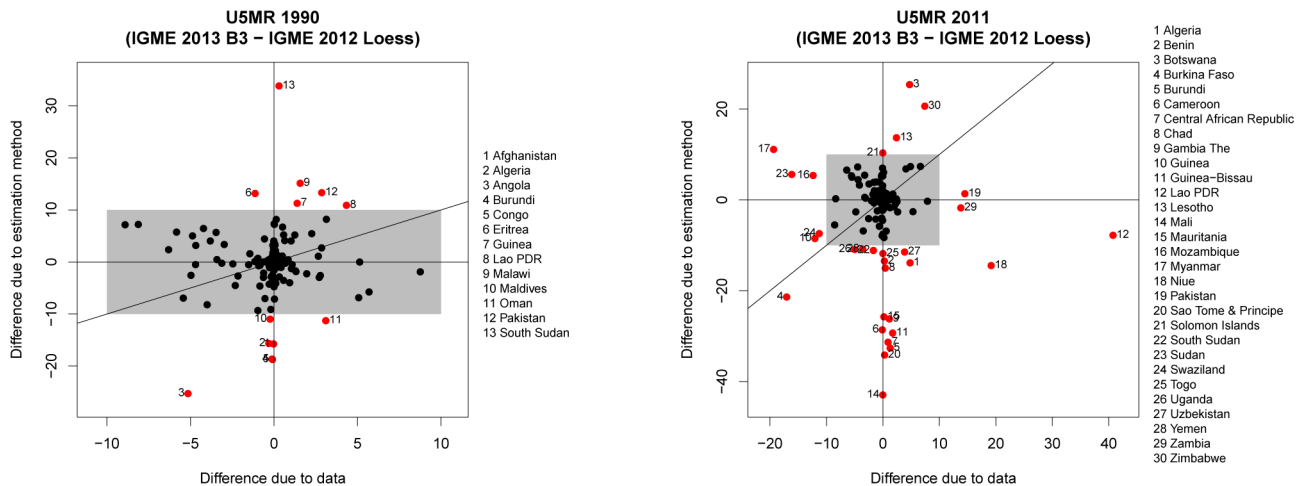 U5MR 1990
(IGME 2013 B3 − IGME 2012 Loess)
Difference due to estimation method
30
20
10
0
−10
−20
−10
−5
0
5
10
Difference due to data
13
9
6
12
7
8
10
11
3
1 Afghanistan
2 Algeria
3 Angola
4 Burundi
5 Congo
6 Eritrea
7 Guinea
8 Lao PDR
9 Malawi
10 Maldives
11 Oman
12 Pakistan
13 South Sudan
U5MR 2011
(IGME 2013 B3 − IGME 2012 Loess)
Difference due to estimation method
20
0
−20
−40
−20
−10
0
10
20
30
40
Difference due to data
3
30
13
17
21
23
16
19
29
24
10
12
22
25
27
2
1
8
18
4
15
9
6
11
7
5
20
14
1 Algeria
2 Benin
3 Botswana
4 Burkina Faso
5 Burundi
6 Cameroon
7 Central African Republic
8 Chad
9 Gambia The
10 Guinea
11 Guinea−Bissau
12 Lao PDR
13 Lesotho
14 Mali
15 Mauritania
16 Mozambique
17 Myanmar
18 Niue
19 Pakistan
20 Sao Tome & Principe
21 Solomon Islands
22 South Sudan
23 Sudan
24 Swaziland
25 Togo
26 Uganda
27 Uzbekistan
28 Yemen
29 Zambia
30 Zimbabwe